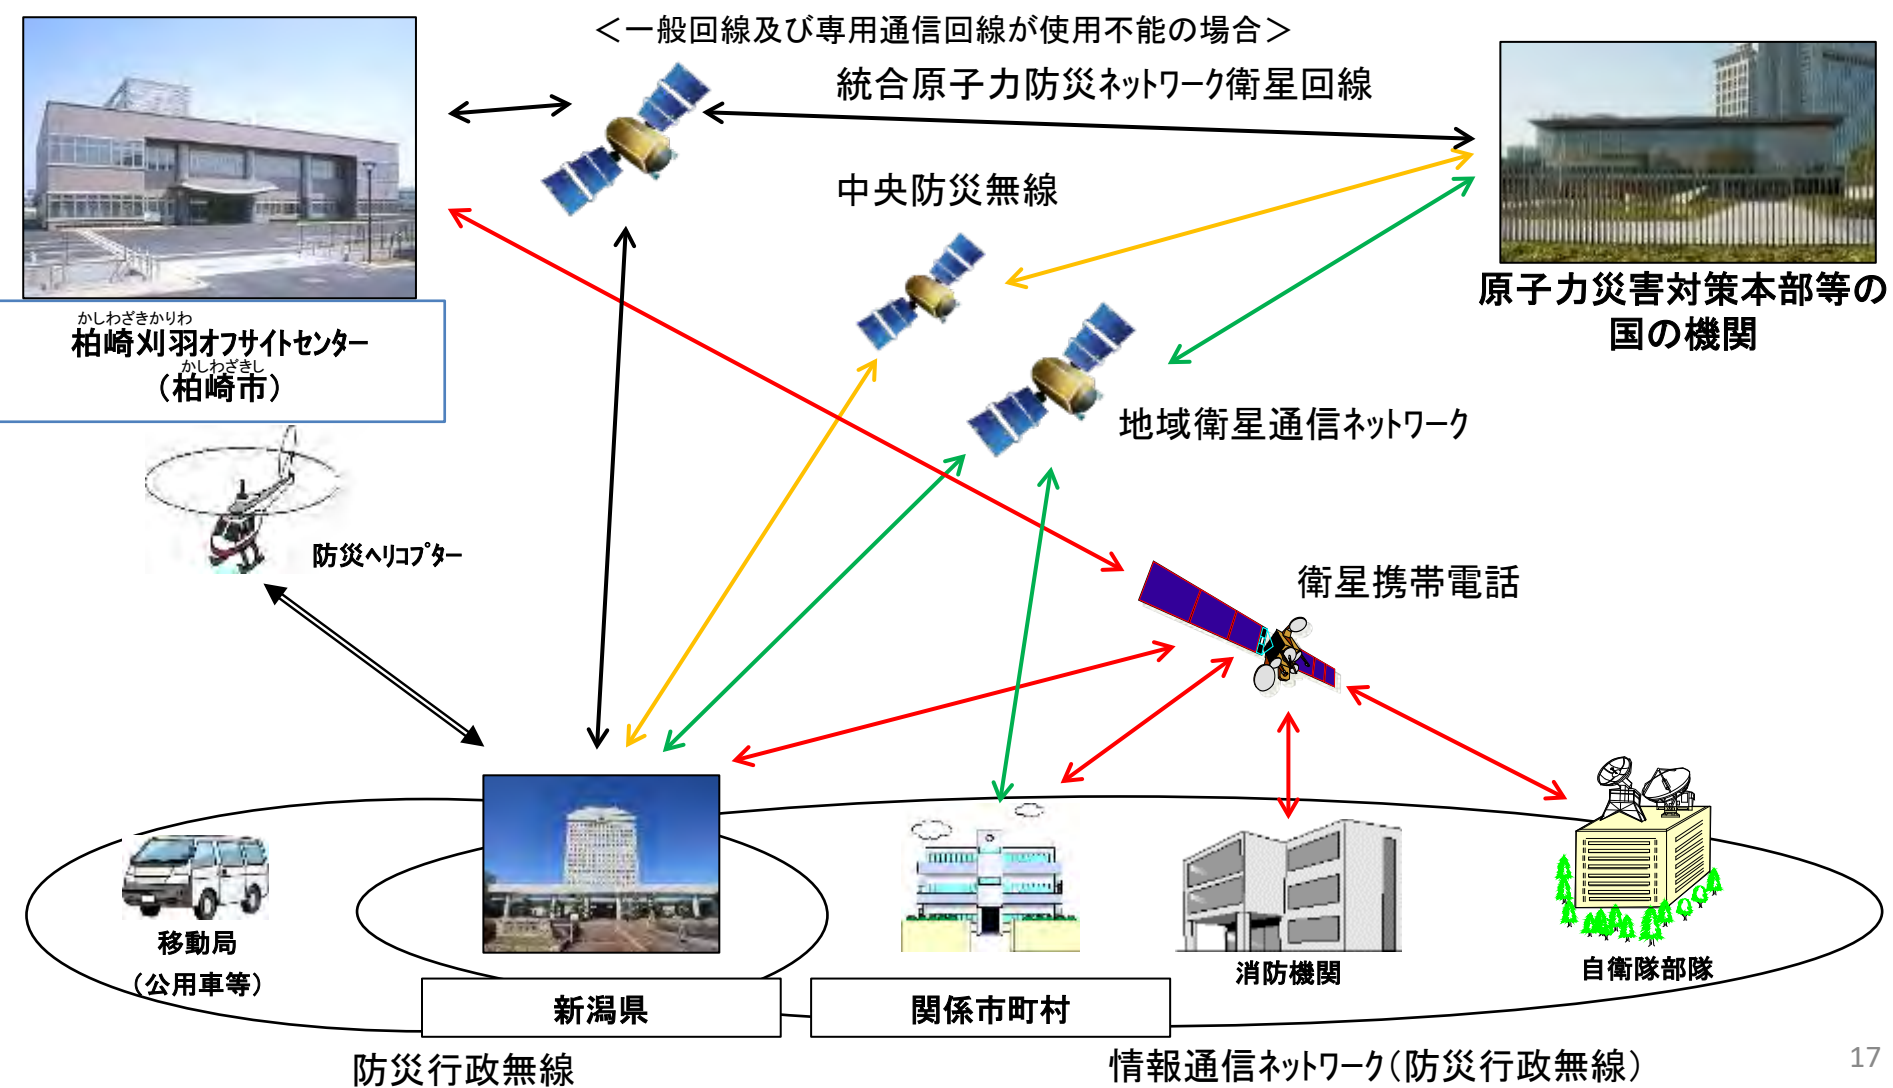 ＜一般回線及び専用通信回線が使用不能の場合＞
統合原子力防災ネットワーク衛星回線
中央防災無線
原子力災害対策本部等の
国の機関
かしわざきかりわ
柏崎刈羽オフサイトセンター
かしわざきし
（柏崎市）
地域衛星通信ネットワーク
防災ヘリコプター
衛星携帯電話
移動局
（公用車等）
新潟県
関係市町村
消防機関
自衛隊部隊
防災行政無線
情報通信ネットワーク（防災行政無線）
17